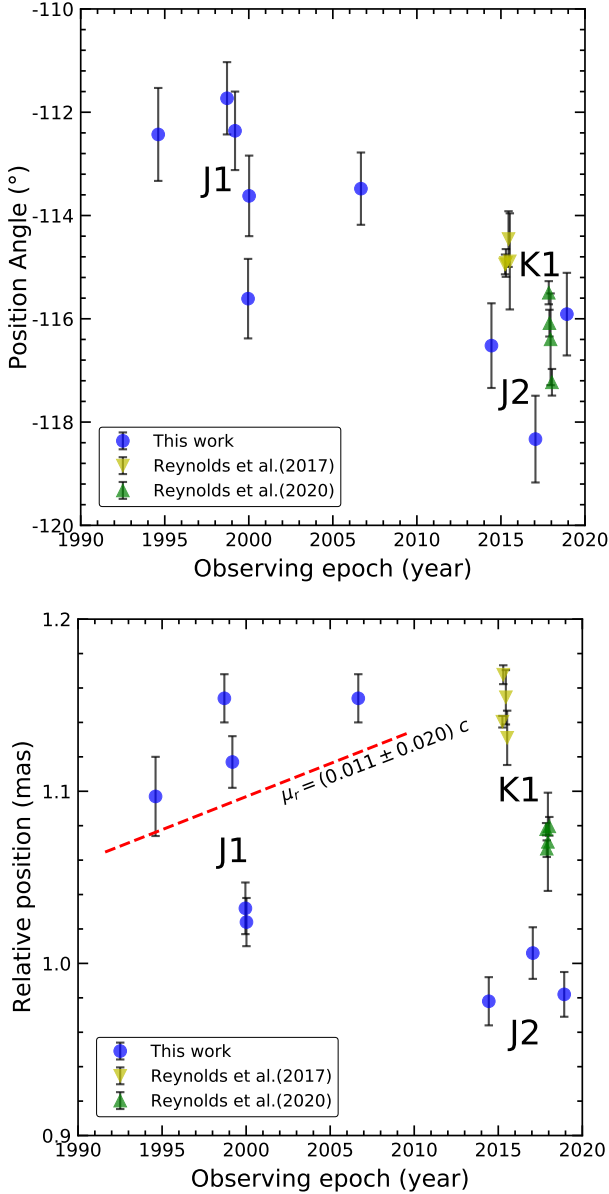 -110
-112
-114
-116
-118
-120
Position Angle (°)
J1
K1
J2
This work
Reynolds et al.(2017)
Reynolds et al.(2020)
1990 1995 2000 2005 2010 2015 2020
Observing epoch (year)
1.2
1.1
1.0
0.9
Relative position (mas)
μr = (0.011 ± 0.020) c
K1
J1
J2
This work
Reynolds et al.(2017)
Reynolds et al.(2020)
1990 1995 2000 2005 2010 2015 2020
Observing epoch (year)